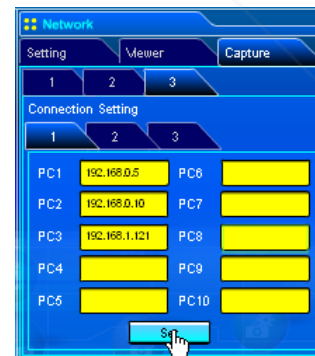 Network
Setting Viewer Capture
1 2 3
Connection Setting
1 2 3
PC1 192.168.0.5 PC6
PC2 192.168.0.10 PC7
PC3 192.168.1.121 PC8
PC4 PC9
PC5 PC10